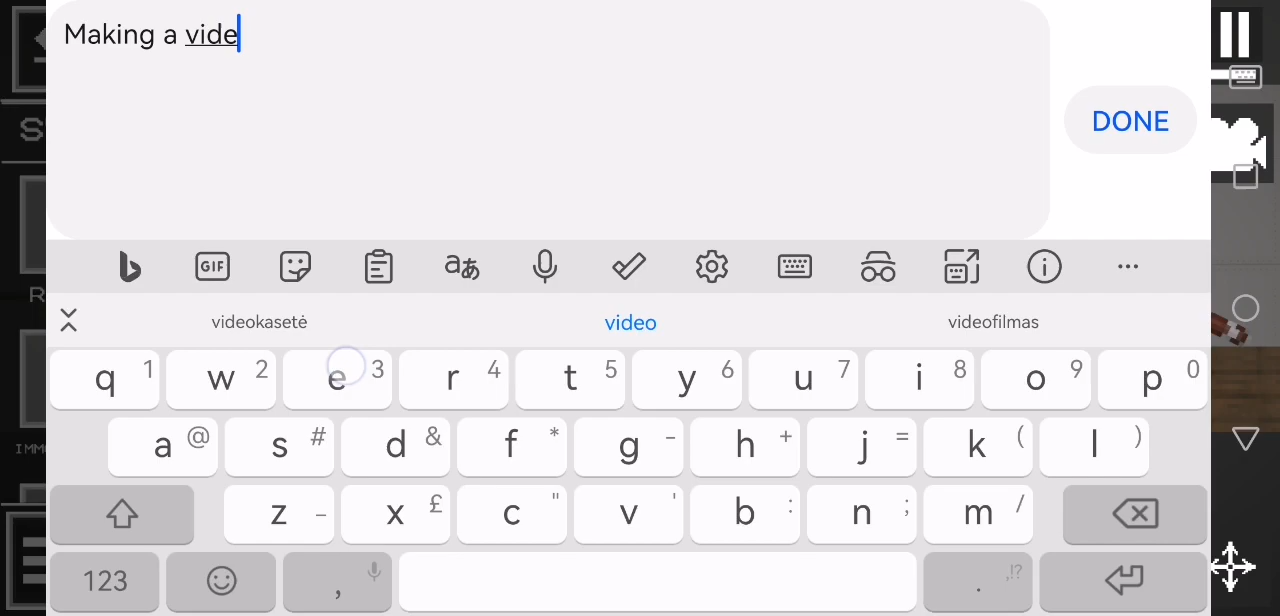 Making a vide
DONE
GIF
videokasetė video videofilmas
q 1 w 2 e 3 r 4 t 5 y 6 u 7 i 8 o 9 p 0
a @ s # d & f * g - h + j = k ( l )
z _ x £ c " v ' b : n ; m /
123 , . ,!?